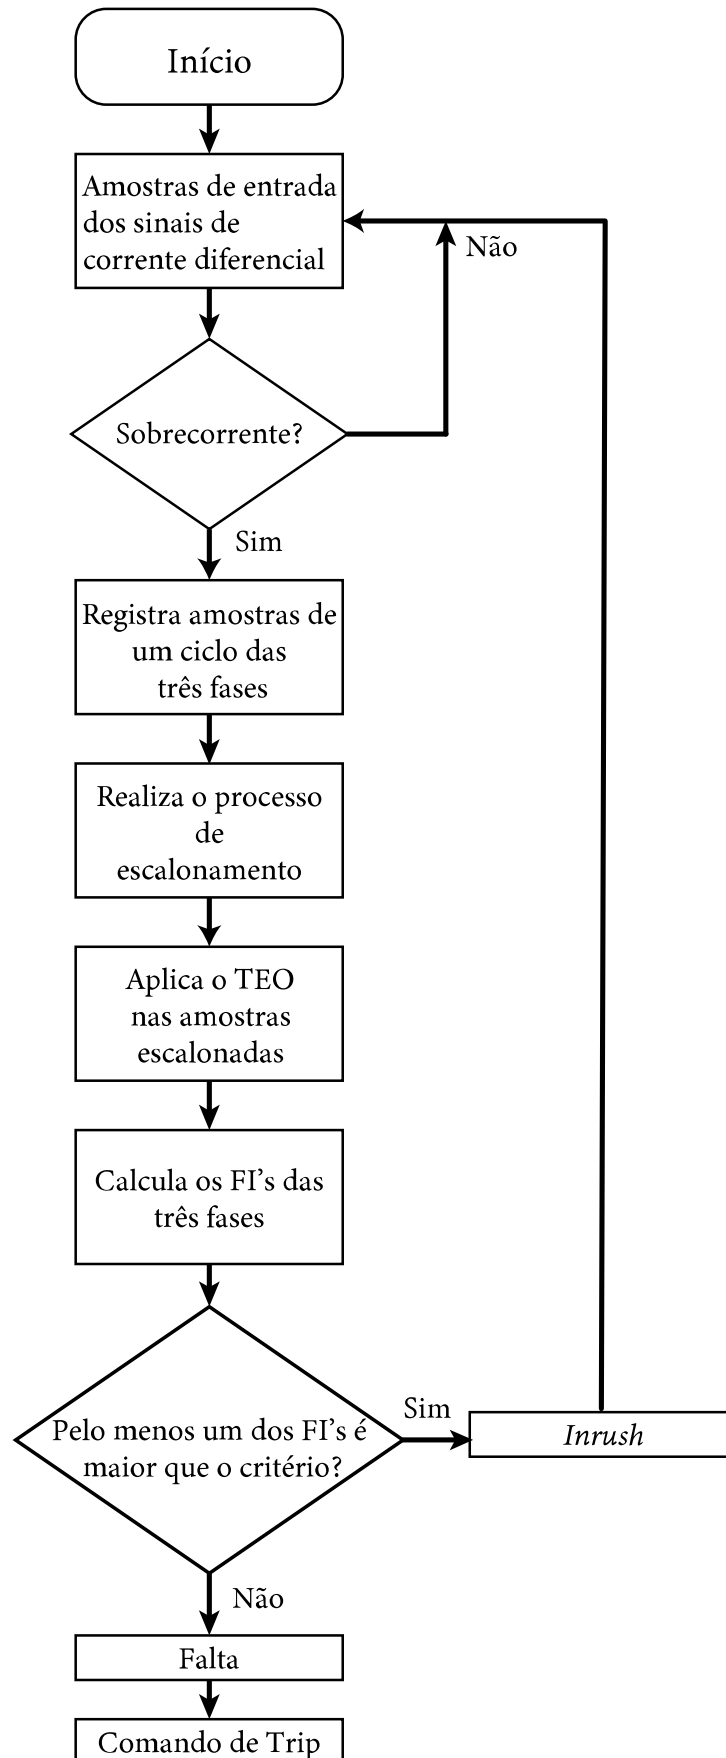 Início
Amostras de entrada
dos sinais de
corrente diferencial
Não
Sobrecorrente?
Sim
Registra amostras de
um ciclo das
três fases
Realiza o processo
de
escalonamento
Aplica o TEO
nas amostras
escalonadas
Calcula os FI's das
três fases
Pelo menos um dos FI's é
maior que o critério?
Sim
Inrush
Não
Falta
Comando de Trip